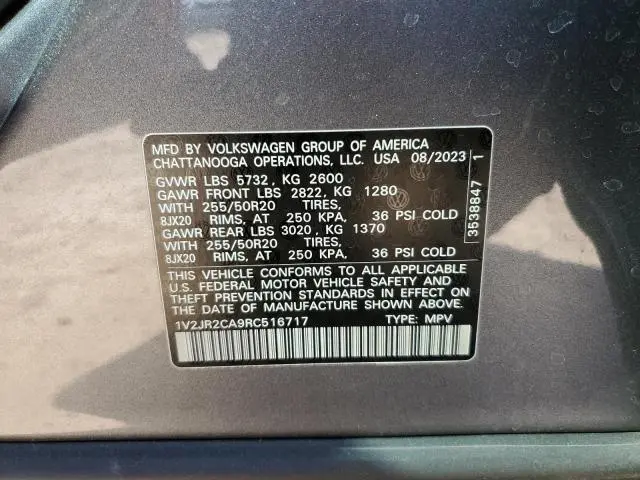 MFD BY VOLKSWAGEN GROUP OF AMERICA
CHATTANOOGA OPERATIONS, LLC. USA 08/2023
GVWR LBS 5732, KG 2600
GAWR FRONT LBS 2822, KG 1280
WITH 255/50R20 TIRES,
8JX20 RIMS, AT 250 KPA, 36 PSI COLD
GAWR REAR LBS 3020, KG 1370
WITH 255/50R20 TIRES,
8JX20 RIMS, AT 250 KPA, 36 PSI COLD
THIS VEHICLE CONFORMS TO ALL APPLICABLE
U.S. FEDERAL MOTOR VEHICLE SAFETY AND
THEFT PREVENTION STANDARDS IN EFFECT ON
THE DATE OF MANUFACTURE SHOWN ABOVE.
1V2JR2CA9RC516717 TYPE: MPV
3538847 1